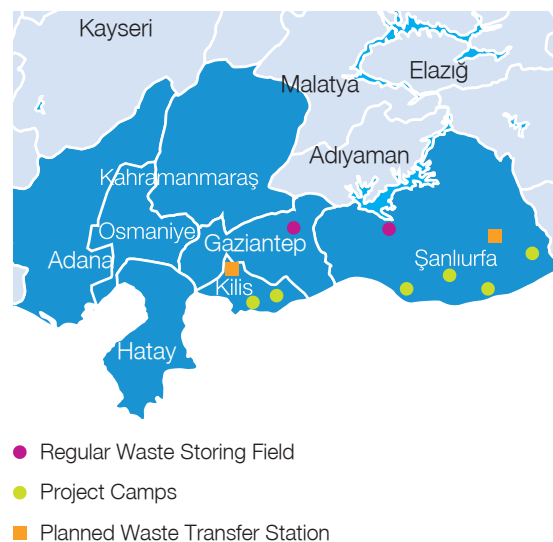 Kayseri
Malatya
Elazığ
Adıyaman
Kahramanmaraş
Osmaniye
Gaziantep
Adana
Şanlıurfa
Kilis
Hatay
Regular Waste Storing Field
Project Camps
Planned Waste Transfer Station